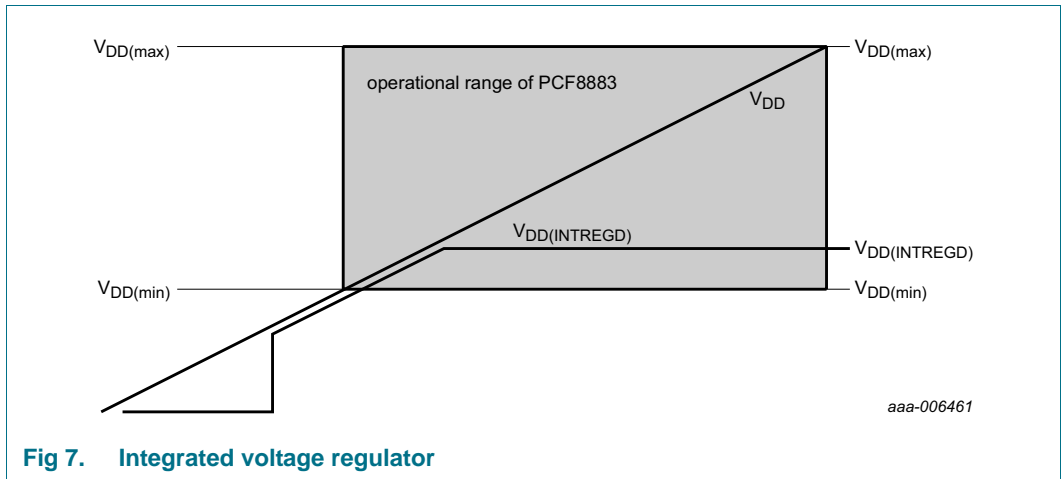 VDD(max)
VDD(max)
operational range of PCF8883
VDD
VDD(INTREGD)
VDD(INTREGD)
VDD(min)
VDD(min)
aaa-006461
Fig 7. Integrated voltage regulator